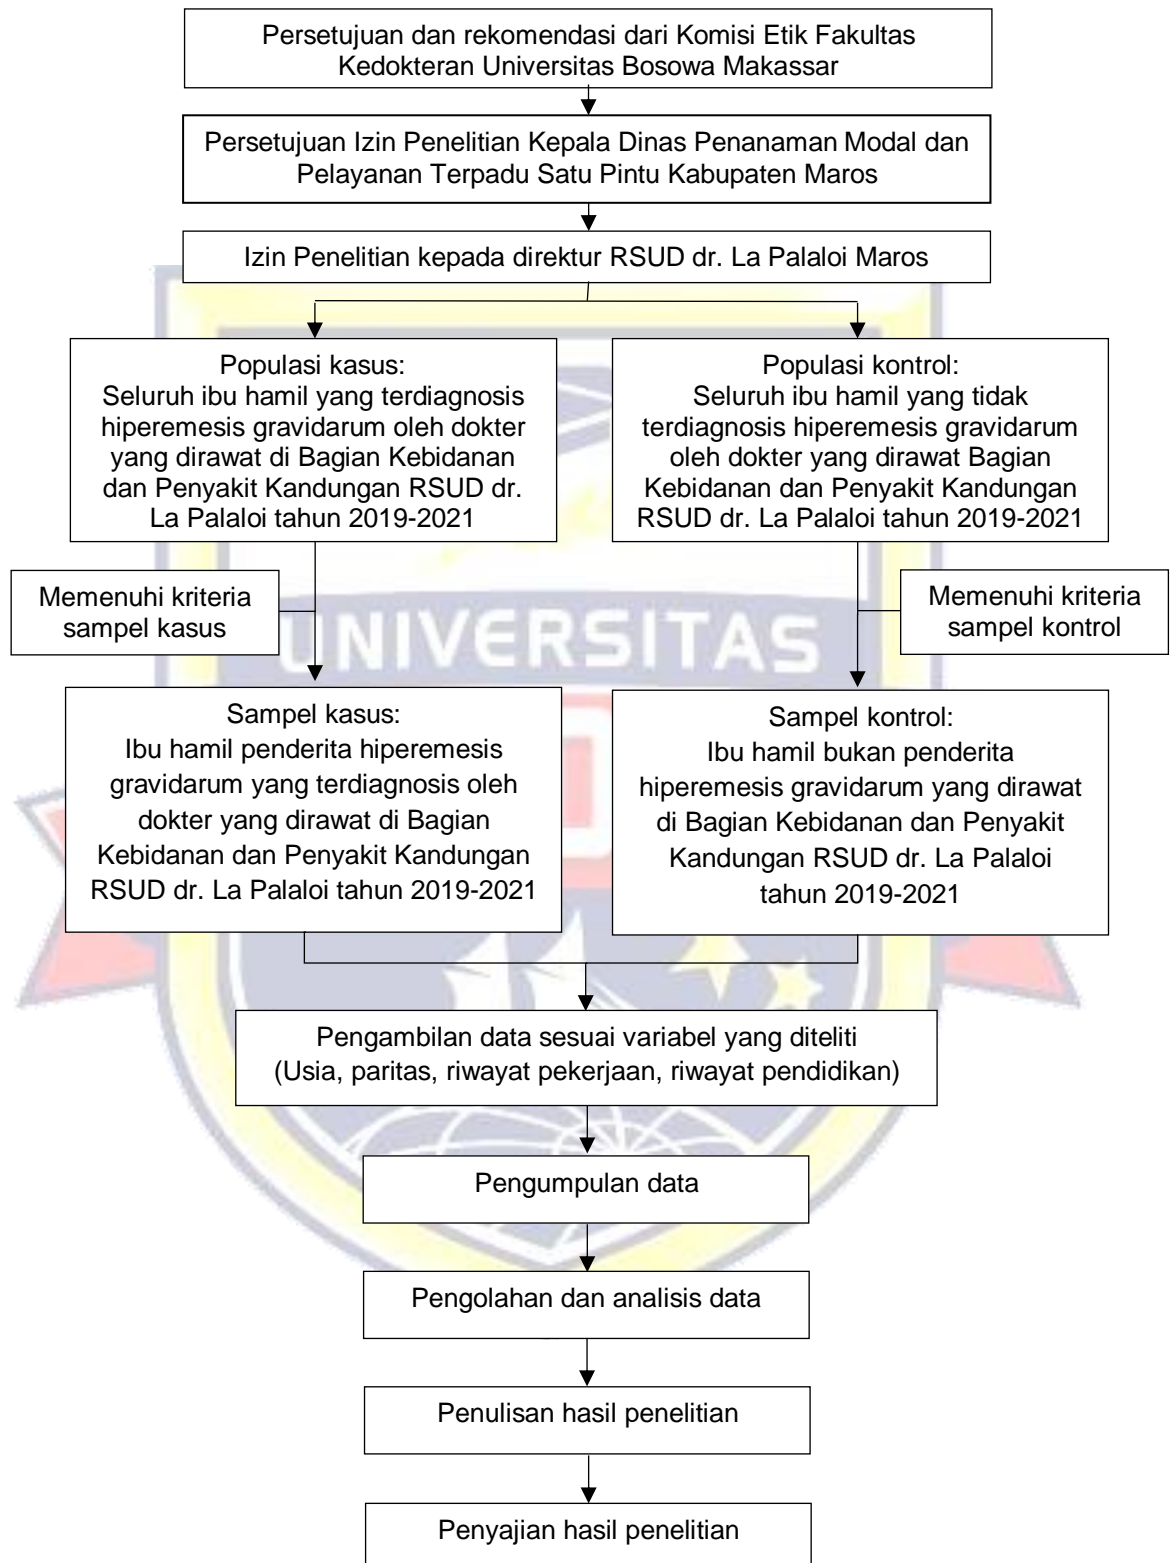 Persetujuan dan rekomendasi dari Komisi Etik Fakultas
Kedokteran Universitas Bosowa Makassar
Persetujuan Izin Penelitian Kepala Dinas Penanaman Modal dan
Pelayanan Terpadu Satu Pintu Kabupaten Maros
Izin Penelitian kepada direktur RSUD dr. La Palaloi Maros
Populasi kasus:
Seluruh ibu hamil yang terdiagnosis
hiperemesis gravidarum oleh dokter
yang dirawat di Bagian Kebidanan
dan Penyakit Kandungan RSUD dr.
La Palaloi tahun 2019-2021
Populasi kontrol:
Seluruh ibu hamil yang tidak
terdiagnosis hiperemesis gravidarum
oleh dokter yang dirawat Bagian
Kebidanan dan Penyakit Kandungan
RSUD dr. La Palaloi tahun 2019-2021
Memenuhi kriteria
sampel kasus
Memenuhi kriteria
sampel kontrol
UNIVERSITAS
Sampel kasus:
Ibu hamil penderita hiperemesis
gravidarum yang terdiagnosis oleh
dokter yang dirawat di Bagian
Kebidanan dan Penyakit Kandungan
RSUD dr. La Palaloi tahun 2019-2021
Sampel kontrol:
Ibu hamil bukan penderita
hiperemesis gravidarum yang dirawat
di Bagian Kebidanan dan Penyakit
Kandungan RSUD dr. La Palaloi
tahun 2019-2021
Pengambilan data sesuai variabel yang diteliti
(Usia, paritas, riwayat pekerjaan, riwayat pendidikan)
Pengumpulan data
Pengolahan dan analisis data
Penulisan hasil penelitian
Penyajian hasil penelitian